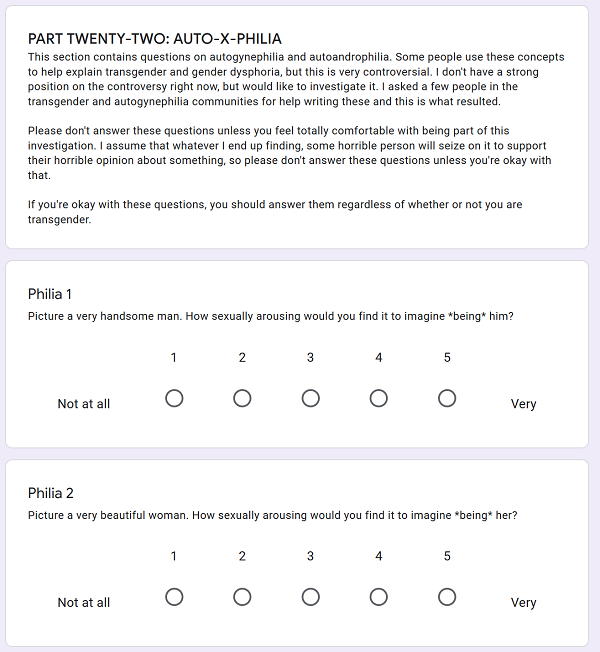 PART TWENTY-TWO: AUTO-X-PHILIA
This section contains questions on autogynephilia and autoandrophilia. Some people use these concepts
to help explain transgender and gender dysphoria, but this is very controversial. I don't have a strong
position on the controversy right now, but would like to investigate it. I asked a few people in the
transgender and autogynephilia communities for help writing these and this is what resulted.
Please don't answer these questions unless you feel totally comfortable with being part of this
investigation. I assume that whatever I end up finding, some horrible person will seize on it to support
their horrible opinion about something, so please don't answer these questions unless you're okay with
that.
If you're okay with these questions, you should answer them regardless of whether or not you are
transgender.
Philia 1
Picture a very handsome man. How sexually arousing would you find it to imagine *being* him?
1 2 3 4 5
Not at all Very
Philia 2
Picture a very beautiful woman. How sexually arousing would you find it to imagine *being* her?
1 2 3 4 5
Not at all Very